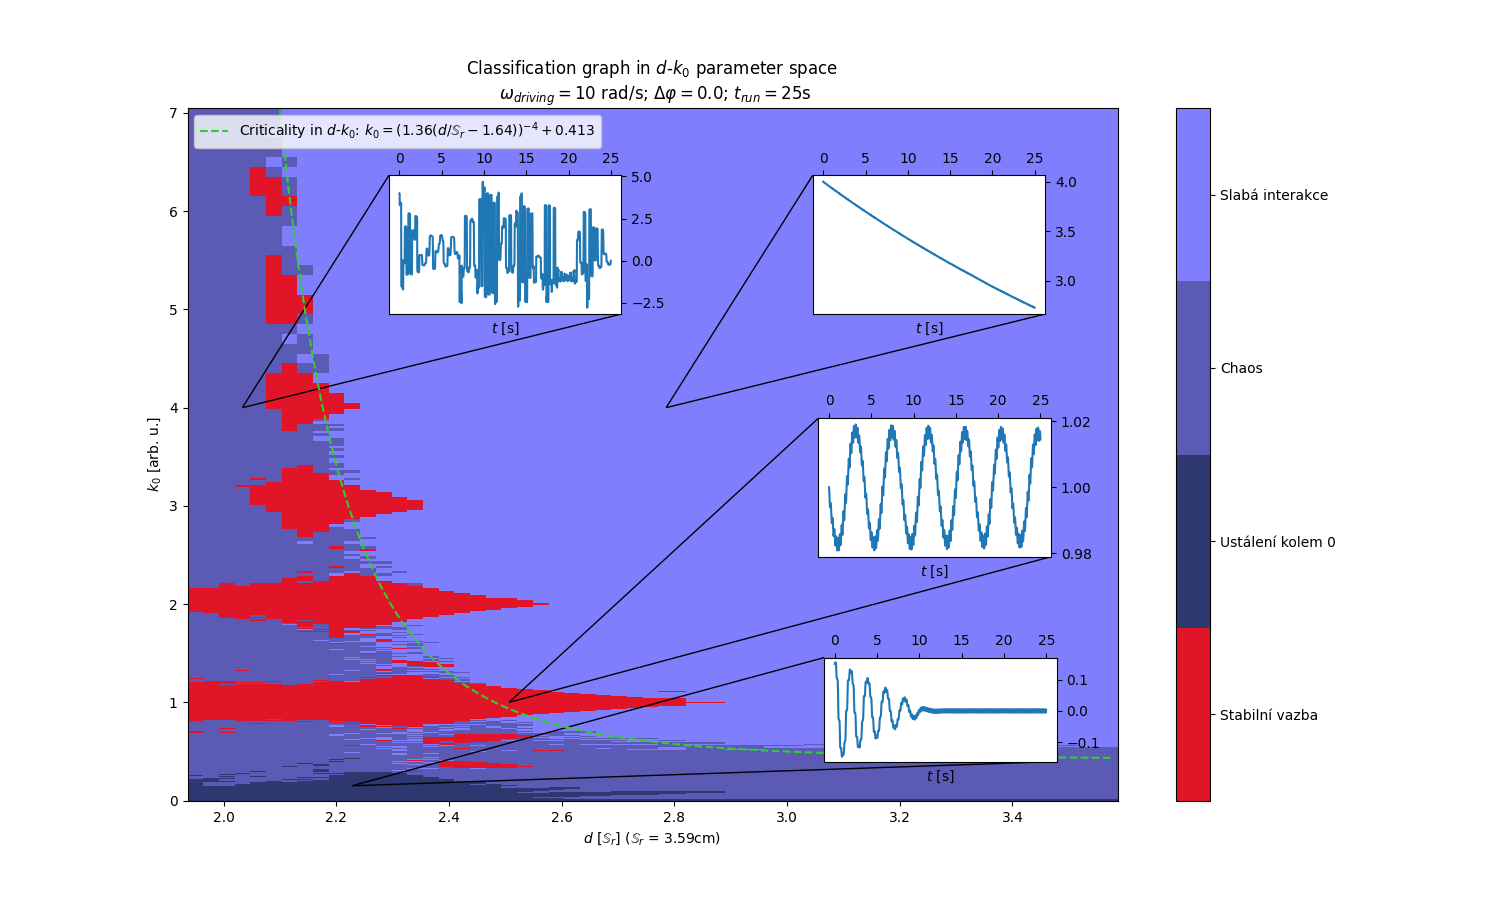 Classification graph in d-k₀ parameter space
ω_driving = 10 rad/s; Δφ = 0.0; t_run = 25s
Criticality in d-k₀: k₀ = (1.36(d/𝕊ᵣ − 1.64))⁻⁴ + 0.413
k₀ [arb. u.]
7
6
5
4
3
2
1
0
2.0 2.2 2.4 2.6 2.8 3.0 3.2 3.4
d [𝕊ᵣ] (𝕊ᵣ = 3.59cm)
0 5 10 15 20 25
5.0
2.5
0.0
−2.5
t [s]
0 5 10 15 20 25
4.0
3.5
3.0
t [s]
0 5 10 15 20 25
1.02
1.00
0.98
t [s]
0 5 10 15 20 25
0.1
0.0
−0.1
t [s]
Slabá interakce
Chaos
Ustálení kolem 0
Stabilní vazba